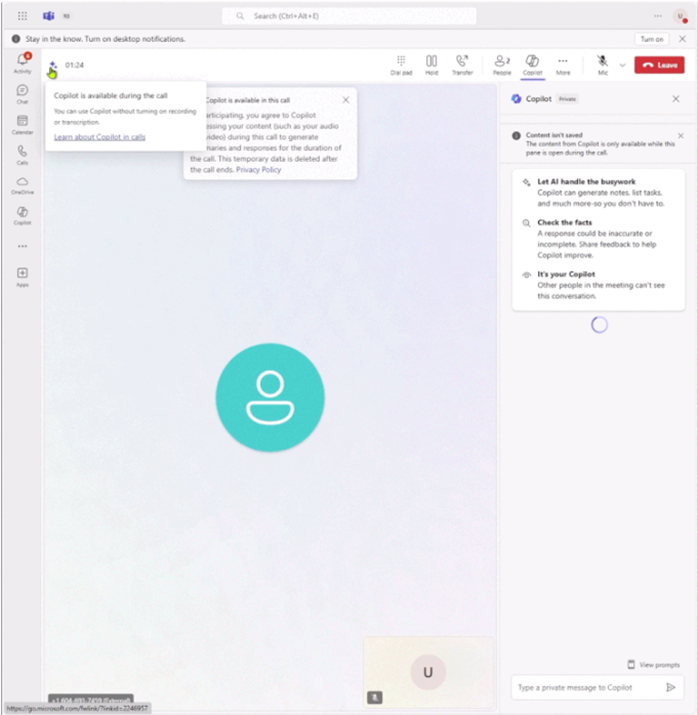 Search (Ctrl+Alt+E)
U
Stay in the know. Turn on desktop notifications.
Turn on
Activity
Chat
Calendar
Calls
OneDrive
Copilot
Apps
01:24
Dial pad
Hold
Transfer
2
People
Copilot
More
Mic
Leave
Copilot is available during the call
You can use Copilot without turning on recording
or transcription.
Learn about Copilot in calls
Copilot is available in this call
articipating, you agree to Copilot
essing your content (such as your audio
video) during this call to generate
maries and responses for the duration of
the call. This temporary data is deleted after
the call ends. Privacy Policy
Copilot
Private
Content isn't saved
The content from Copilot is only available while this
pane is open during the call.
Let AI handle the busywork
Copilot can generate notes, list tasks,
and much more-so you don't have to.
Check the facts
A response could be inaccurate or
incomplete. Share feedback to help
Copilot improve.
It's your Copilot
Other people in the meeting can't see
this conversation.
U
View prompts
Type a private message to Copilot
https://go.microsoft.com/fwlink/?linkid=2246957